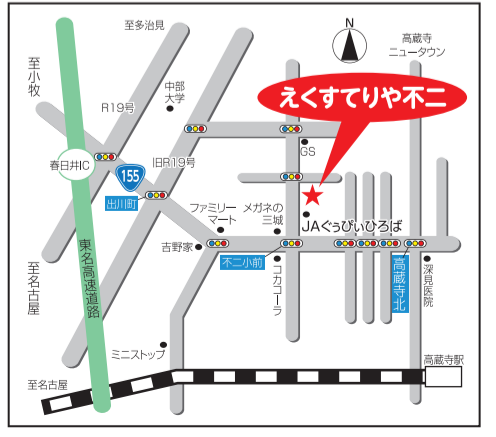 至多治見
N
高蔵寺
ニュータウン
至小牧
中部
大学
R19号
えくすてりや不二
GS
春日井IC
155
旧R19号
出川町
ファミリー
マート
メガネの
三城
JAぐぅぴぃひろば
吉野家
不二小前
高蔵寺北
深見医院
コカコーラ
至名古屋
東名高速道路
ミニストップ
高蔵寺駅
至名古屋